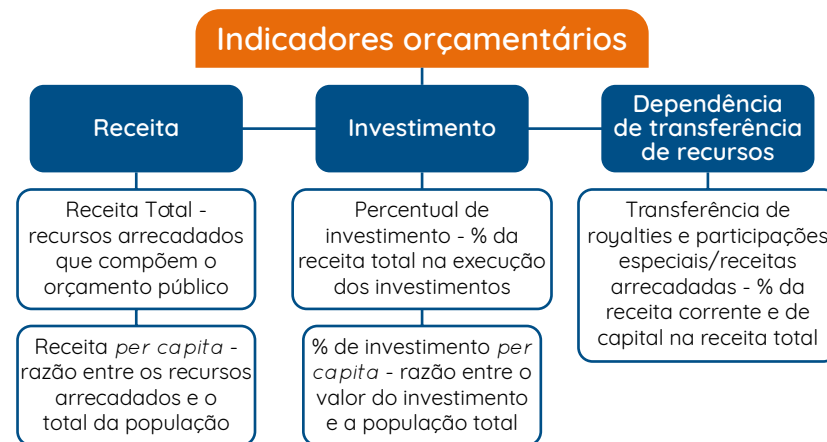 Indicadores orçamentários
Receita
Investimento
Dependência
de transferência
de recursos
Receita Total -
recursos arrecadados
que compõem o
orçamento público
Percentual de
investimento - % da
receita total na execução
dos investimentos
Transferência de
royalties e participações
especiais/receitas
arrecadadas - % da
receita corrente e de
capital na receita total
Receita per capita -
razão entre os recursos
arrecadados e o
total da população
% de investimento per
capita - razão entre o
valor do investimento
e a população total